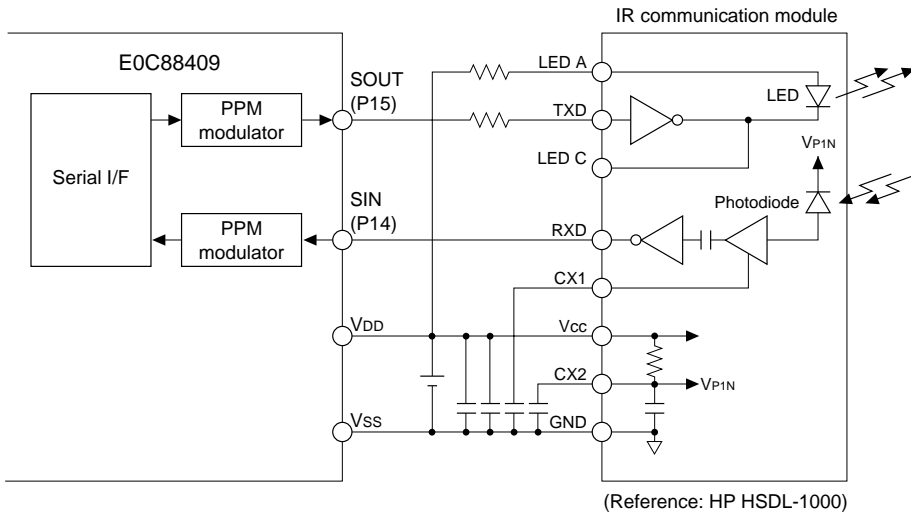 IR communication module
E0C88409
Serial I/F
PPM
modulator
PPM
modulator
SOUT
(P15)
SIN
(P14)
VDD
VSS
LED A
TXD
LED C
RXD
CX1
Vcc
CX2
GND
LED
VP1N
Photodiode
VP1N
(Reference: HP HSDL-1000)